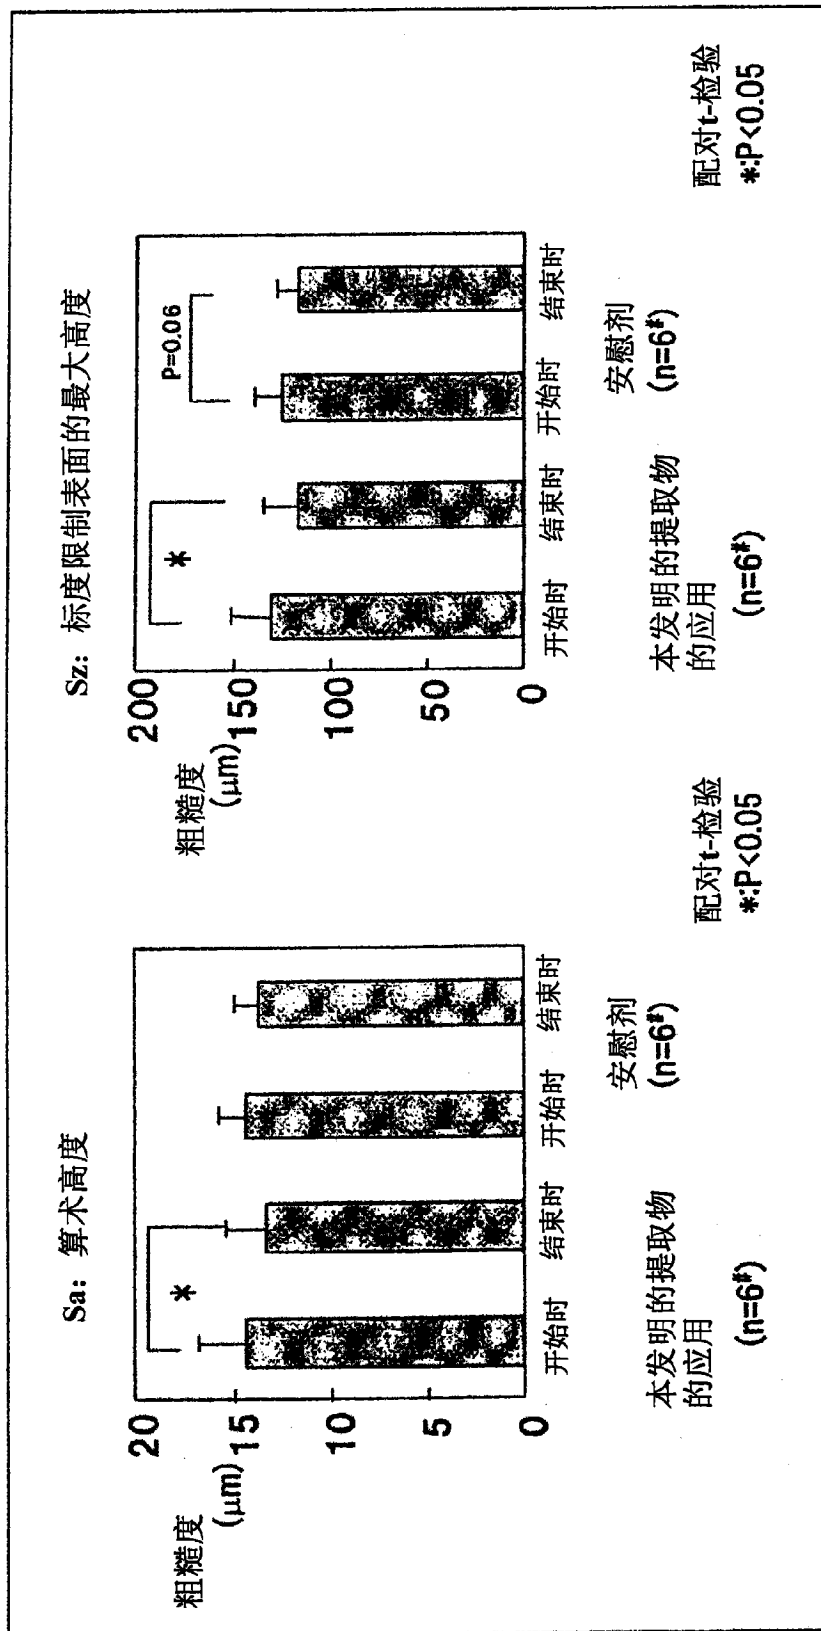 Sa: 算术高度
粗糙度
(μm)
20
15
10
5
0
*
开始时
结束时
开始时
结束时
本发明的提取物
的应用
(n=6#)
安慰剂
(n=6#)
配对t-检验
*:P<0.05
Sz: 标度限制表面的最大高度
粗糙度
(μm)
200
150
100
50
0
*
P=0.06
开始时
结束时
开始时
结束时
本发明的提取物
的应用
(n=6#)
安慰剂
(n=6#)
配对t-检验
*:P<0.05